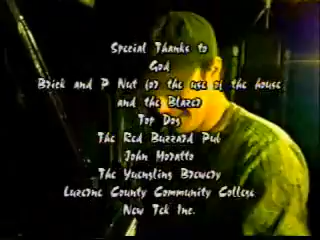 Special Thanks to
God
Brick and P Nut for the use of the house
and the Blazer
Top Dog
The Red Buzzard Pub
John Moratto
The Yuengling Brewery
Luzerne County Community College
New Tek Inc.